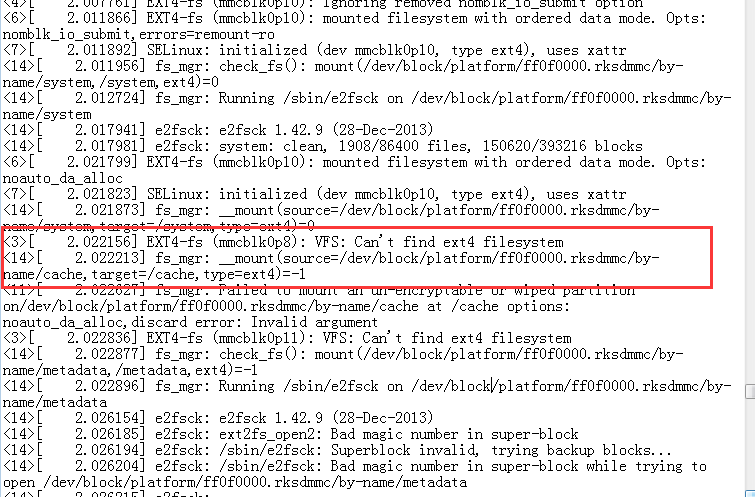 <4>[    2.007761] EXT4-fs (mmcblk0p10): Ignoring removed nomblk_io_submit option
<6>[    2.011866] EXT4-fs (mmcblk0p10): mounted filesystem with ordered data mode. Opts:
nomblk_io_submit,errors=remount-ro
<7>[    2.011892] SELinux: initialized (dev mmcblk0p10, type ext4), uses xattr
<14>[    2.011956] fs_mgr: check_fs(): mount(/dev/block/platform/ff0f0000.rksdmmc/by-
name/system,/system,ext4)=0
<14>[    2.012724] fs_mgr: Running /sbin/e2fsck on /dev/block/platform/ff0f0000.rksdmmc/by-
name/system
<14>[    2.017941] e2fsck: e2fsck 1.42.9 (28-Dec-2013)
<14>[    2.017981] e2fsck: system: clean, 1908/86400 files, 150620/393216 blocks
<6>[    2.021799] EXT4-fs (mmcblk0p10): mounted filesystem with ordered data mode. Opts:
noauto_da_alloc
<7>[    2.021823] SELinux: initialized (dev mmcblk0p10, type ext4), uses xattr
<14>[    2.021873] fs_mgr: __mount(source=/dev/block/platform/ff0f0000.rksdmmc/by-
name/system,target=/system,type=ext4)=0
<3>[    2.022156] EXT4-fs (mmcblk0p8): VFS: Can't find ext4 filesystem
<14>[    2.022213] fs_mgr: __mount(source=/dev/block/platform/ff0f0000.rksdmmc/by-
name/cache,target=/cache,type=ext4)=-1
<11>[    2.022627] fs_mgr: Failed to mount an un-encryptable or wiped partition
on/dev/block/platform/ff0f0000.rksdmmc/by-name/cache at /cache options:
noauto_da_alloc,discard error: Invalid argument
<3>[    2.022836] EXT4-fs (mmcblk0p11): VFS: Can't find ext4 filesystem
<14>[    2.022877] fs_mgr: check_fs(): mount(/dev/block/platform/ff0f0000.rksdmmc/by-
name/metadata,/metadata,ext4)=-1
<14>[    2.022896] fs_mgr: Running /sbin/e2fsck on /dev/block/platform/ff0f0000.rksdmmc/by-
name/metadata
<14>[    2.026154] e2fsck: e2fsck 1.42.9 (28-Dec-2013)
<14>[    2.026185] e2fsck: ext2fs_open2: Bad magic number in super-block
<14>[    2.026194] e2fsck: /sbin/e2fsck: Superblock invalid, trying backup blocks...
<14>[    2.026204] e2fsck: /sbin/e2fsck: Bad magic number in super-block while trying to
open /dev/block/platform/ff0f0000.rksdmmc/by-name/metadata
<14>[    2.026215] e2fsck: